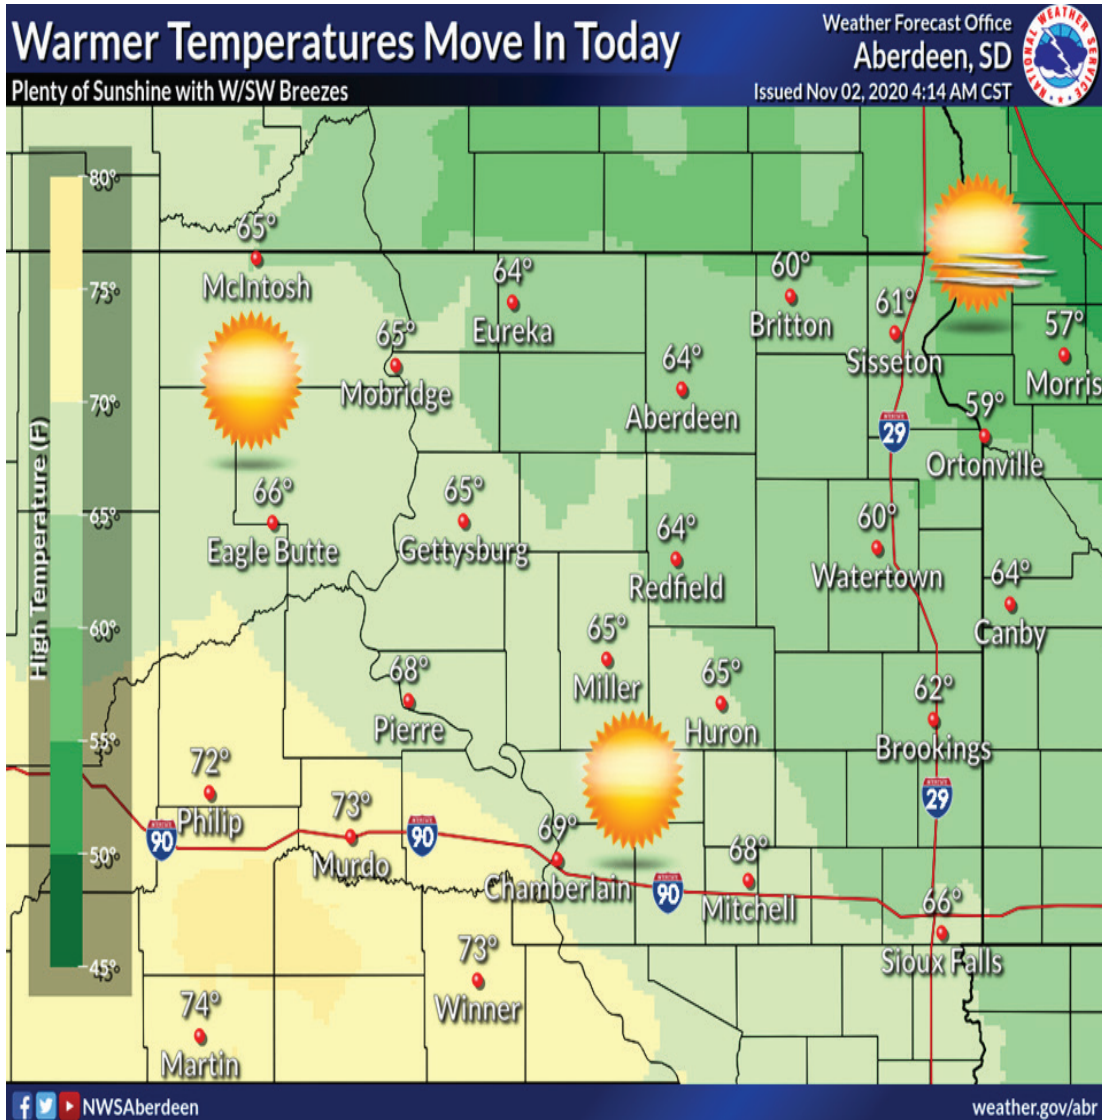 Warmer Temperatures Move In Today
Plenty of Sunshine with W/SW Breezes
Weather Forecast Office
Aberdeen, SD
Issued Nov 02, 2020 4:14 AM CST
NATIONAL WEATHER SERVICE
High Temperature (F)
80°
75°
70°
65°
60°
55°
50°
45°
65°
McIntosh
64°
Eureka
60°
Britton
61°
Sisseton
57°
Morris
65°
Mobridge
64°
Aberdeen
59°
Ortonville
29
66°
Eagle Butte
65°
Gettysburg
64°
Redfield
60°
Watertown
64°
Canby
65°
Miller
68°
Pierre
65°
Huron
62°
Brookings
72°
Philip
73°
Murdo
90
90
29
69°
Chamberlain
90
68°
Mitchell
66°
Sioux Falls
73°
Winner
74°
Martin
NWSAberdeen
weather.gov/abr